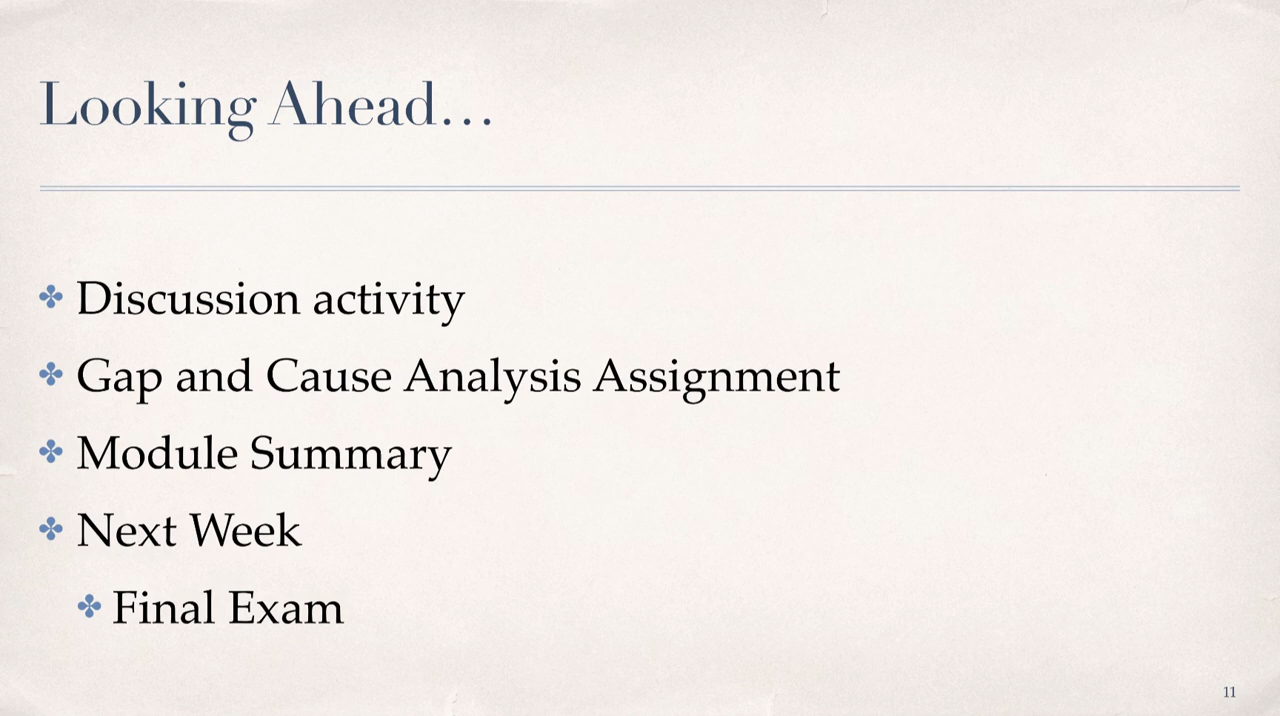 Looking Ahead…
Discussion activity
Gap and Cause Analysis Assignment
Module Summary
Next Week
Final Exam
11